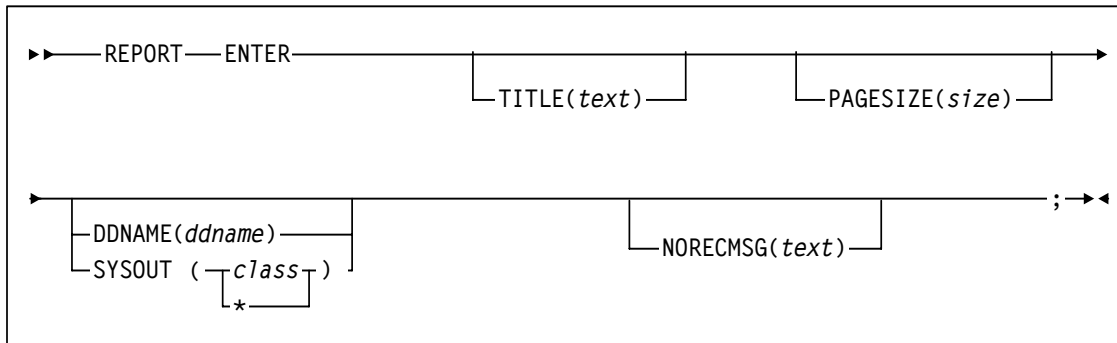 REPORT ENTER
TITLE(text) PAGESIZE(size)
;
DDNAME(ddname)
NORECMSG(text)
SYSOUT (class)
*